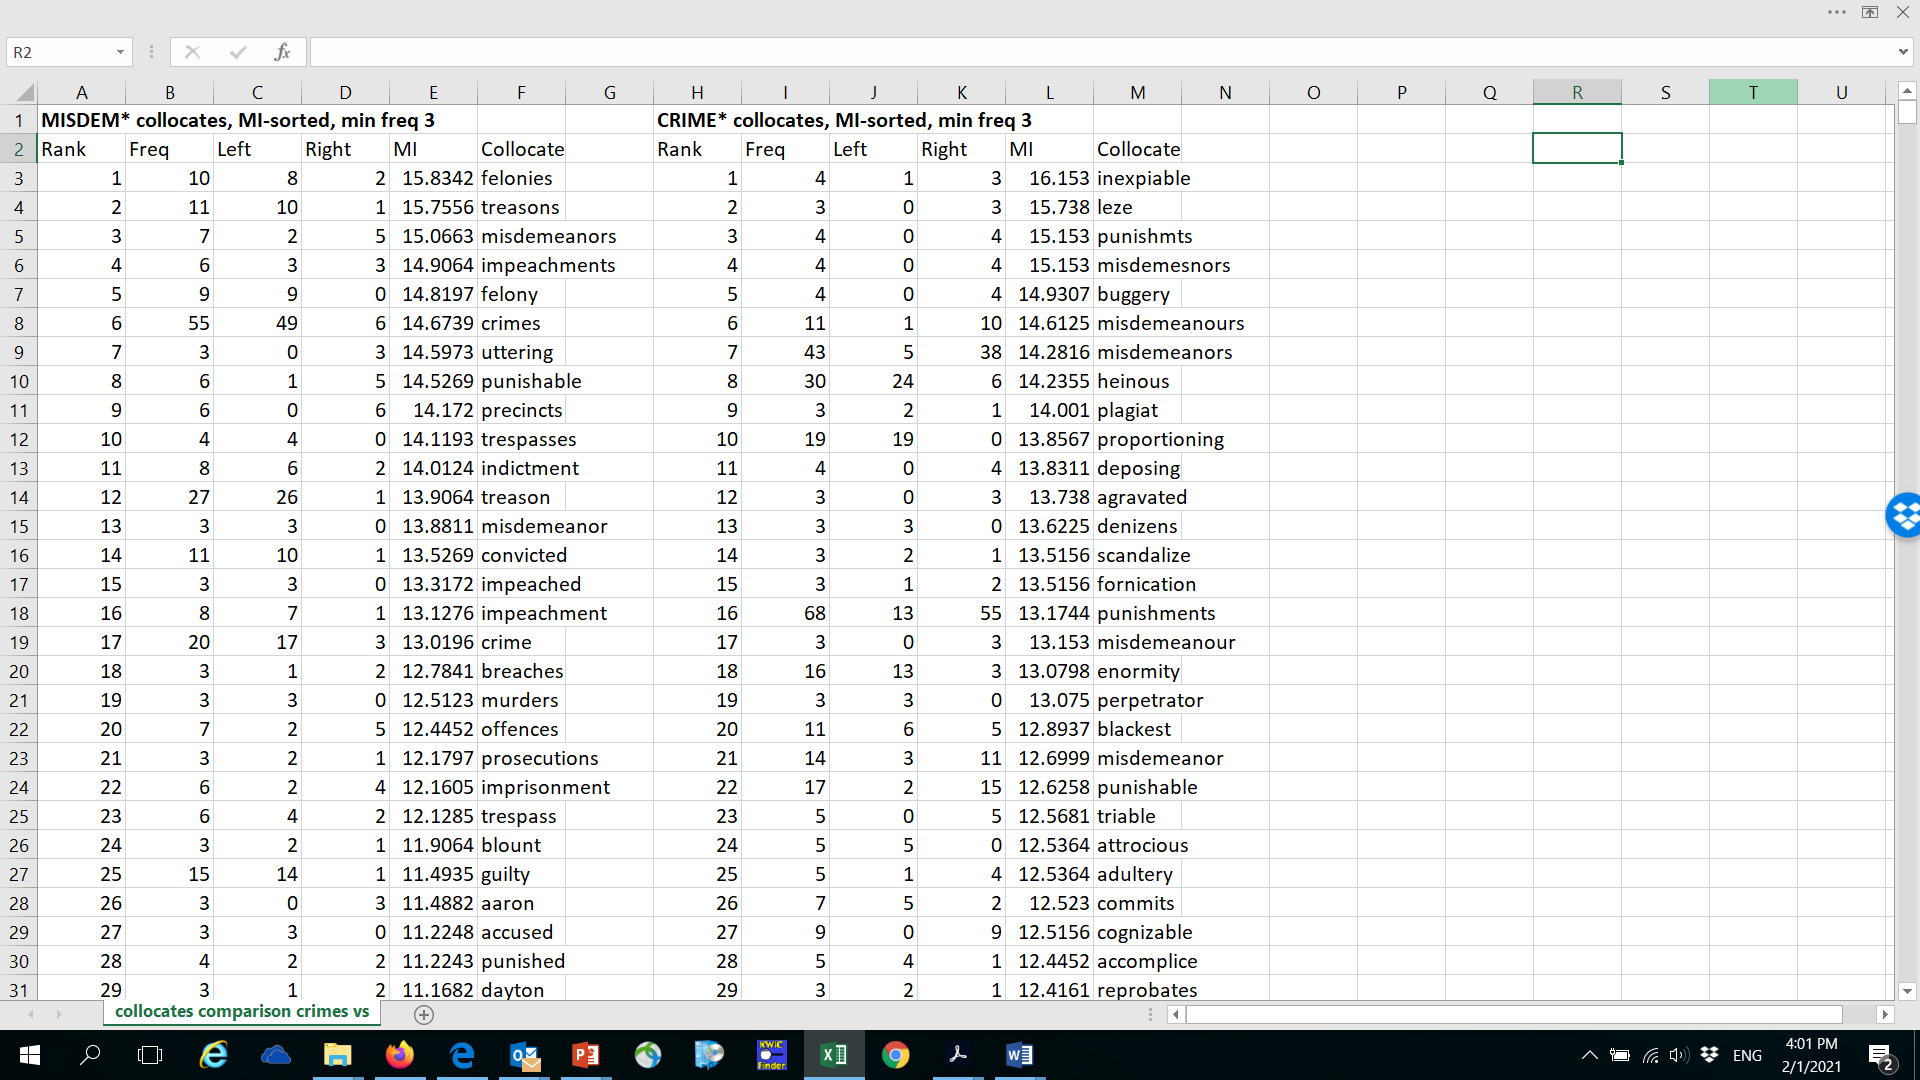 R2
fx
A B C D E F G H I J K L M N O P Q R S T U
1 MISDEM* collocates, MI-sorted, min freq 3 CRIME* collocates, MI-sorted, min freq 3
2 Rank Freq Left Right MI Collocate Rank Freq Left Right MI Collocate
3 1 10 8 2 15.8342 felonies 1 4 1 3 16.153 inexpiable
4 2 11 10 1 15.7556 treasons 2 3 0 3 15.738 leze
5 3 7 2 5 15.0663 misdemeanors 3 4 0 4 15.153 punishmts
6 4 6 3 3 14.9064 impeachments 4 4 0 4 15.153 misdemesnors
7 5 9 9 0 14.8197 felony 5 4 0 4 14.9307 buggery
8 6 55 49 6 14.6739 crimes 6 11 1 10 14.6125 misdemeanours
9 7 3 0 3 14.5973 uttering 7 43 5 38 14.2816 misdemeanors
10 8 6 1 5 14.5269 punishable 8 30 24 6 14.2355 heinous
11 9 6 0 6 14.172 precincts 9 3 2 1 14.001 plagiat
12 10 4 4 0 14.1193 trespasses 10 19 19 0 13.8567 proportioning
13 11 8 6 2 14.0124 indictment 11 4 0 4 13.8311 deposing
14 12 27 26 1 13.9064 treason 12 3 0 3 13.738 agravated
15 13 3 3 0 13.8811 misdemeanor 13 3 3 0 13.6225 denizens
16 14 11 10 1 13.5269 convicted 14 3 2 1 13.5156 scandalize
17 15 3 3 0 13.3172 impeached 15 3 1 2 13.5156 fornication
18 16 8 7 1 13.1276 impeachment 16 68 13 55 13.1744 punishments
19 17 20 17 3 13.0196 crime 17 3 0 3 13.153 misdemeanour
20 18 3 1 2 12.7841 breaches 18 16 13 3 13.0798 enormity
21 19 3 3 0 12.5123 murders 19 3 3 0 13.075 perpetrator
22 20 7 2 5 12.4452 offences 20 11 6 5 12.8937 blackest
23 21 3 2 1 12.1797 prosecutions 21 14 3 11 12.6999 misdemeanor
24 22 6 2 4 12.1605 imprisonment 22 17 2 15 12.6258 punishable
25 23 6 4 2 12.1285 trespass 23 5 0 5 12.5681 triable
26 24 3 2 1 11.9064 blount 24 5 5 0 12.5364 attrocious
27 25 15 14 1 11.4935 guilty 25 5 1 4 12.5364 adultery
28 26 3 0 3 11.4882 aaron 26 7 5 2 12.523 commits
29 27 3 3 0 11.2248 accused 27 9 0 9 12.5156 cognizable
30 28 4 2 2 11.2243 punished 28 5 4 1 12.4452 accomplice
31 29 3 1 2 11.1682 dayton 29 3 2 1 12.4161 reprobates
collocates comparison crimes vs
KWiC
Finder
ENG
4:01 PM
2/1/2021
2